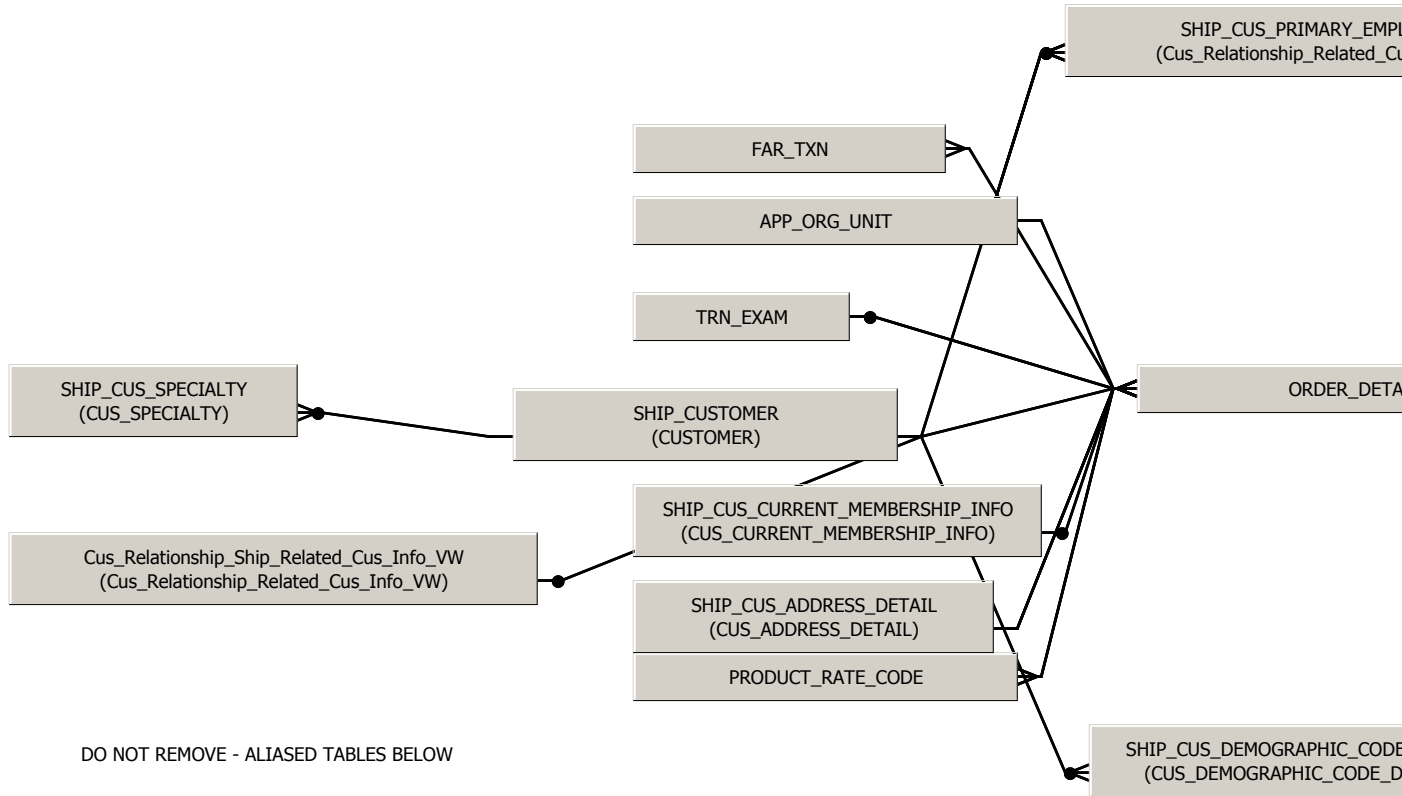 SHIP_CUS_PRIMARY_EMPL
(Cus_Relationship_Related_Cu
FAR_TXN
APP_ORG_UNIT
TRN_EXAM
SHIP_CUS_SPECIALTY
(CUS_SPECIALTY)
SHIP_CUSTOMER
(CUSTOMER)
ORDER_DETA
SHIP_CUS_CURRENT_MEMBERSHIP_INFO
(CUS_CURRENT_MEMBERSHIP_INFO)
Cus_Relationship_Ship_Related_Cus_Info_VW
(Cus_Relationship_Related_Cus_Info_VW)
SHIP_CUS_ADDRESS_DETAIL
(CUS_ADDRESS_DETAIL)
PRODUCT_RATE_CODE
DO NOT REMOVE - ALIASED TABLES BELOW
SHIP_CUS_DEMOGRAPHIC_CODE
(CUS_DEMOGRAPHIC_CODE_D